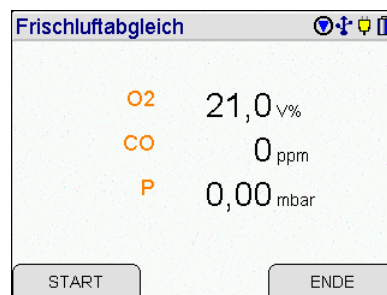 Frischluftabgleich
O2 21,0 V%
CO 0 ppm
P 0,00 mbar
START ENDE